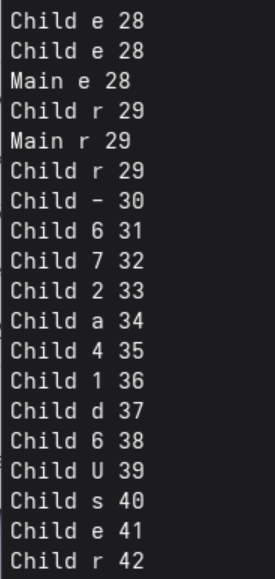 Child e 28
Child e 28
Main e 28
Child r 29
Main r 29
Child r 29
Child - 30
Child 6 31
Child 7 32
Child 2 33
Child a 34
Child 4 35
Child 1 36
Child d 37
Child 6 38
Child U 39
Child s 40
Child e 41
Child r 42